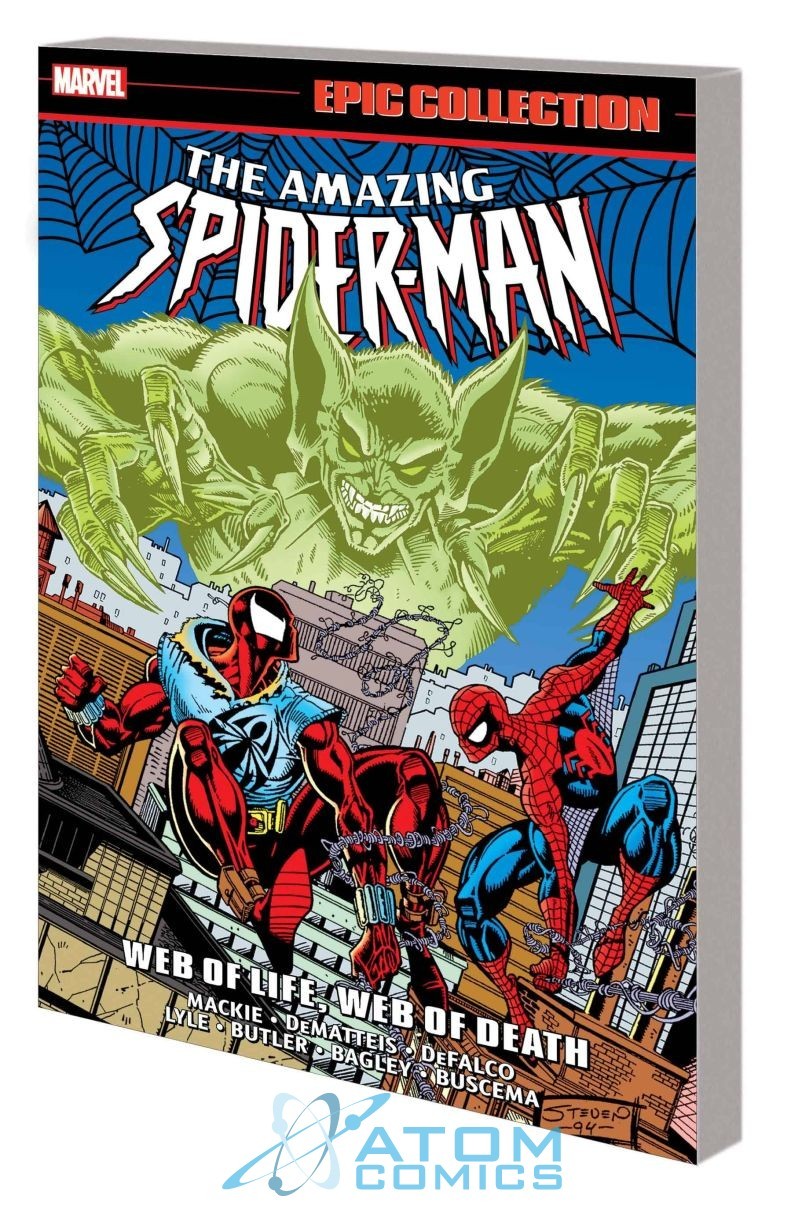 MARVEL
EPIC COLLECTION
THE AMAZING
SPIDER-MAN
WEB OF LIFE, WEB OF DEATH
MACKIE • DeMATTEIS • DeFALCO
LYLE • BUTLER • BAGLEY • BUSCEMA
STEVEN
-94-
ATOM
COMICS